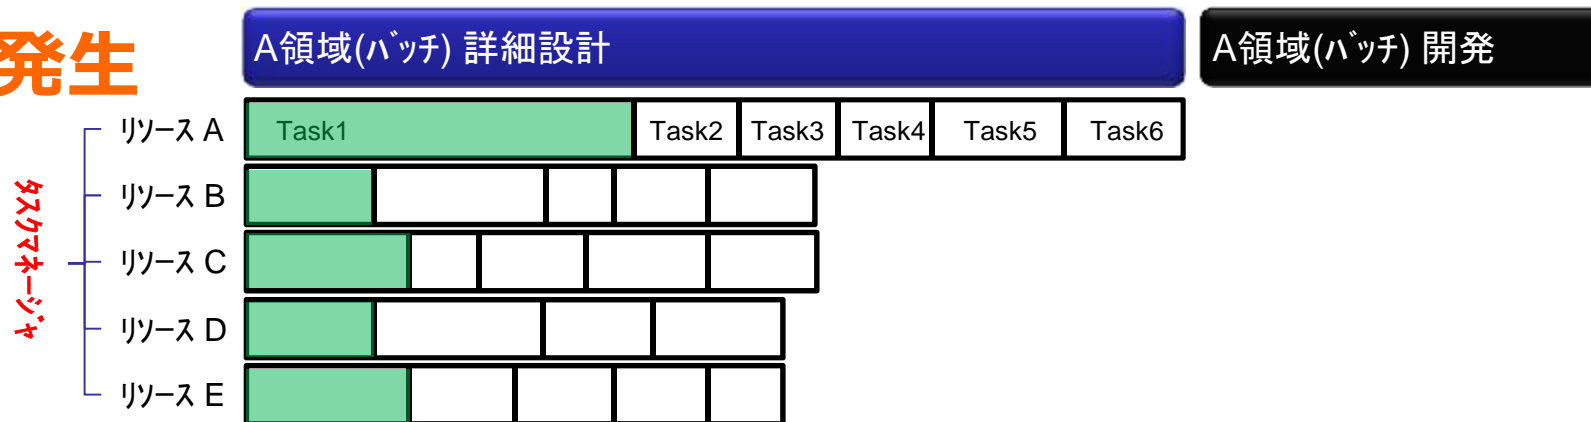 発生
A領域(ﾊﾞｯﾁ) 詳細設計
A領域(ﾊﾞｯﾁ) 開発
タスクマネージャ
ﾘｿｰｽ A
Task1
Task2
Task3
Task4
Task5
Task6
ﾘｿｰｽ B
ﾘｿｰｽ C
ﾘｿｰｽ D
ﾘｿｰｽ E